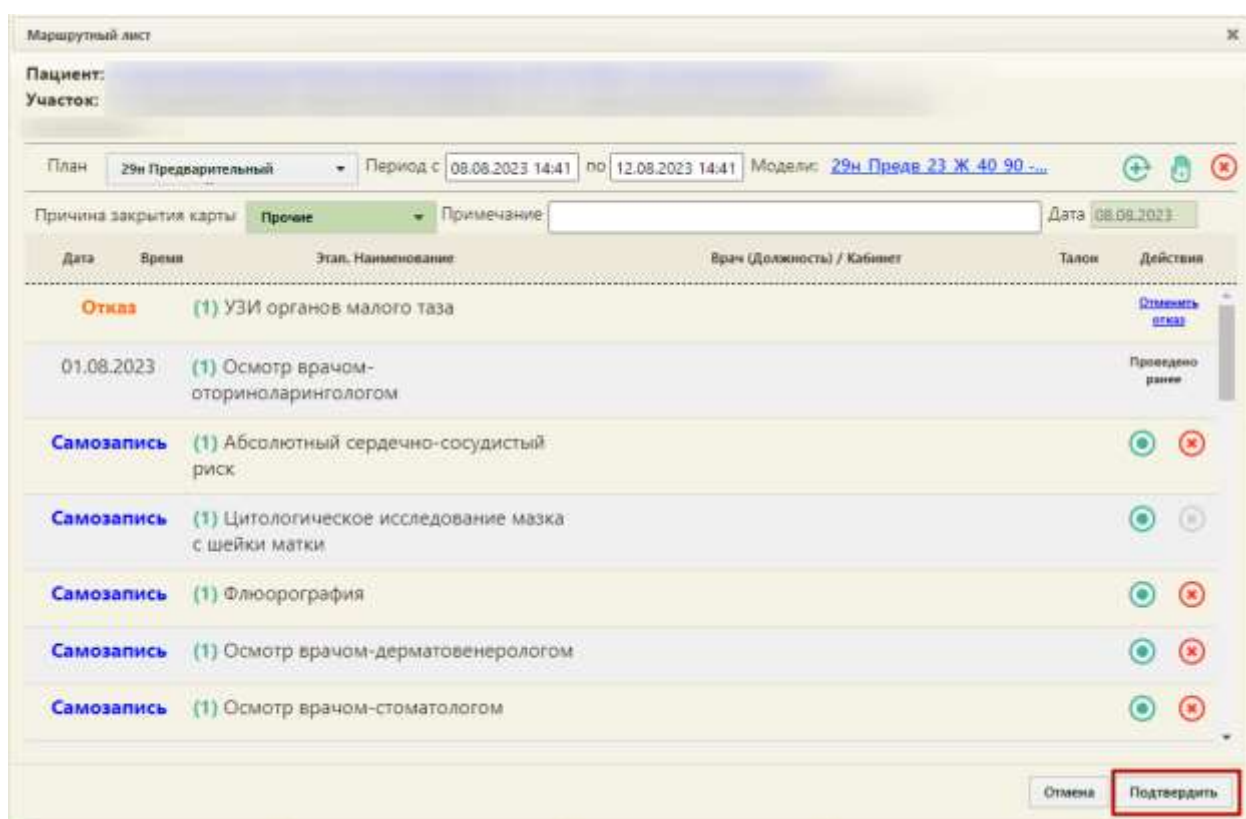 Маршрутный лист
Пациент:
Участок:
План 29н Предварительный Период с 08.08.2023 14:41 по 12.08.2023 14:41 Модели: 29н Предв 23 Ж 40 90 -...
Причина закрытия карты Прочие Примечание Дата 08.08.2023
Дата Время Этап. Наименование Врач (Должность) / Кабинет Талон Действия
Отказ (1) УЗИ органов малого таза Отменить
отказ
01.08.2023 (1) Осмотр врачом- Проведено
оториноларингологом ранее
Самозапись (1) Абсолютный сердечно-сосудистый
риск
Самозапись (1) Цитологическое исследование мазка
с шейки матки
Самозапись (1) Флюорография
Самозапись (1) Осмотр врачом-дерматовенерологом
Самозапись (1) Осмотр врачом-стоматологом
Отмена Подтвердить